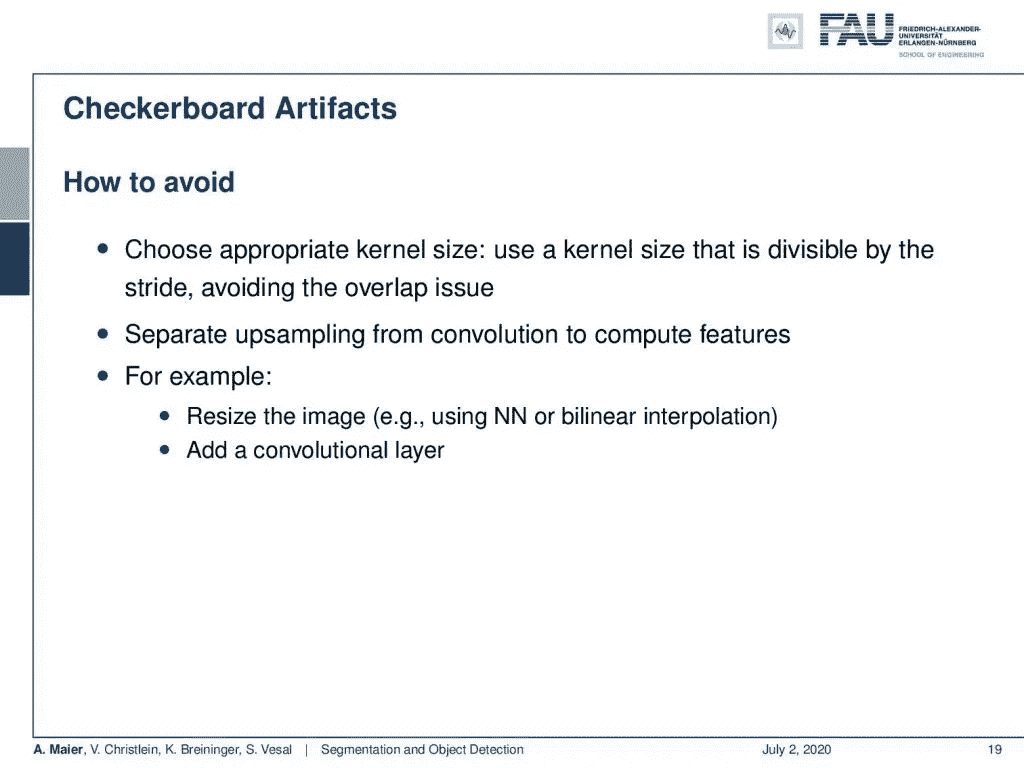 FAU
FRIEDRICH-ALEXANDER-
UNIVERSITÄT
ERLANGEN-NÜRNBERG
SCHOOL OF ENGINEERING
Checkerboard Artifacts
How to avoid
• Choose appropriate kernel size: use a kernel size that is divisible by the
stride, avoiding the overlap issue
• Separate upsampling from convolution to compute features
• For example:
• Resize the image (e.g., using NN or bilinear interpolation)
• Add a convolutional layer
A. Maier, V. Christlein, K. Breininger, S. Vesal | Segmentation and Object Detection July 2, 2020 19